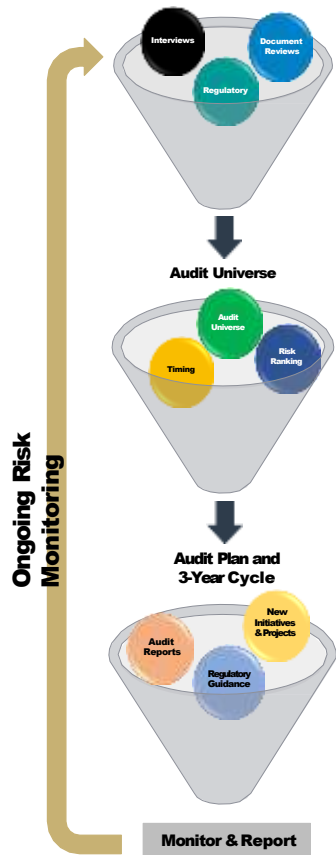 Interviews
Document
Reviews
Regulatory
Audit Universe
Audit
Universe
Timing
Risk
Ranking
Audit Plan and
3-Year Cycle
New
Initiatives
& Projects
Audit
Reports
Regulatory
Guidance
Monitor & Report
Ongoing Risk
Monitoring